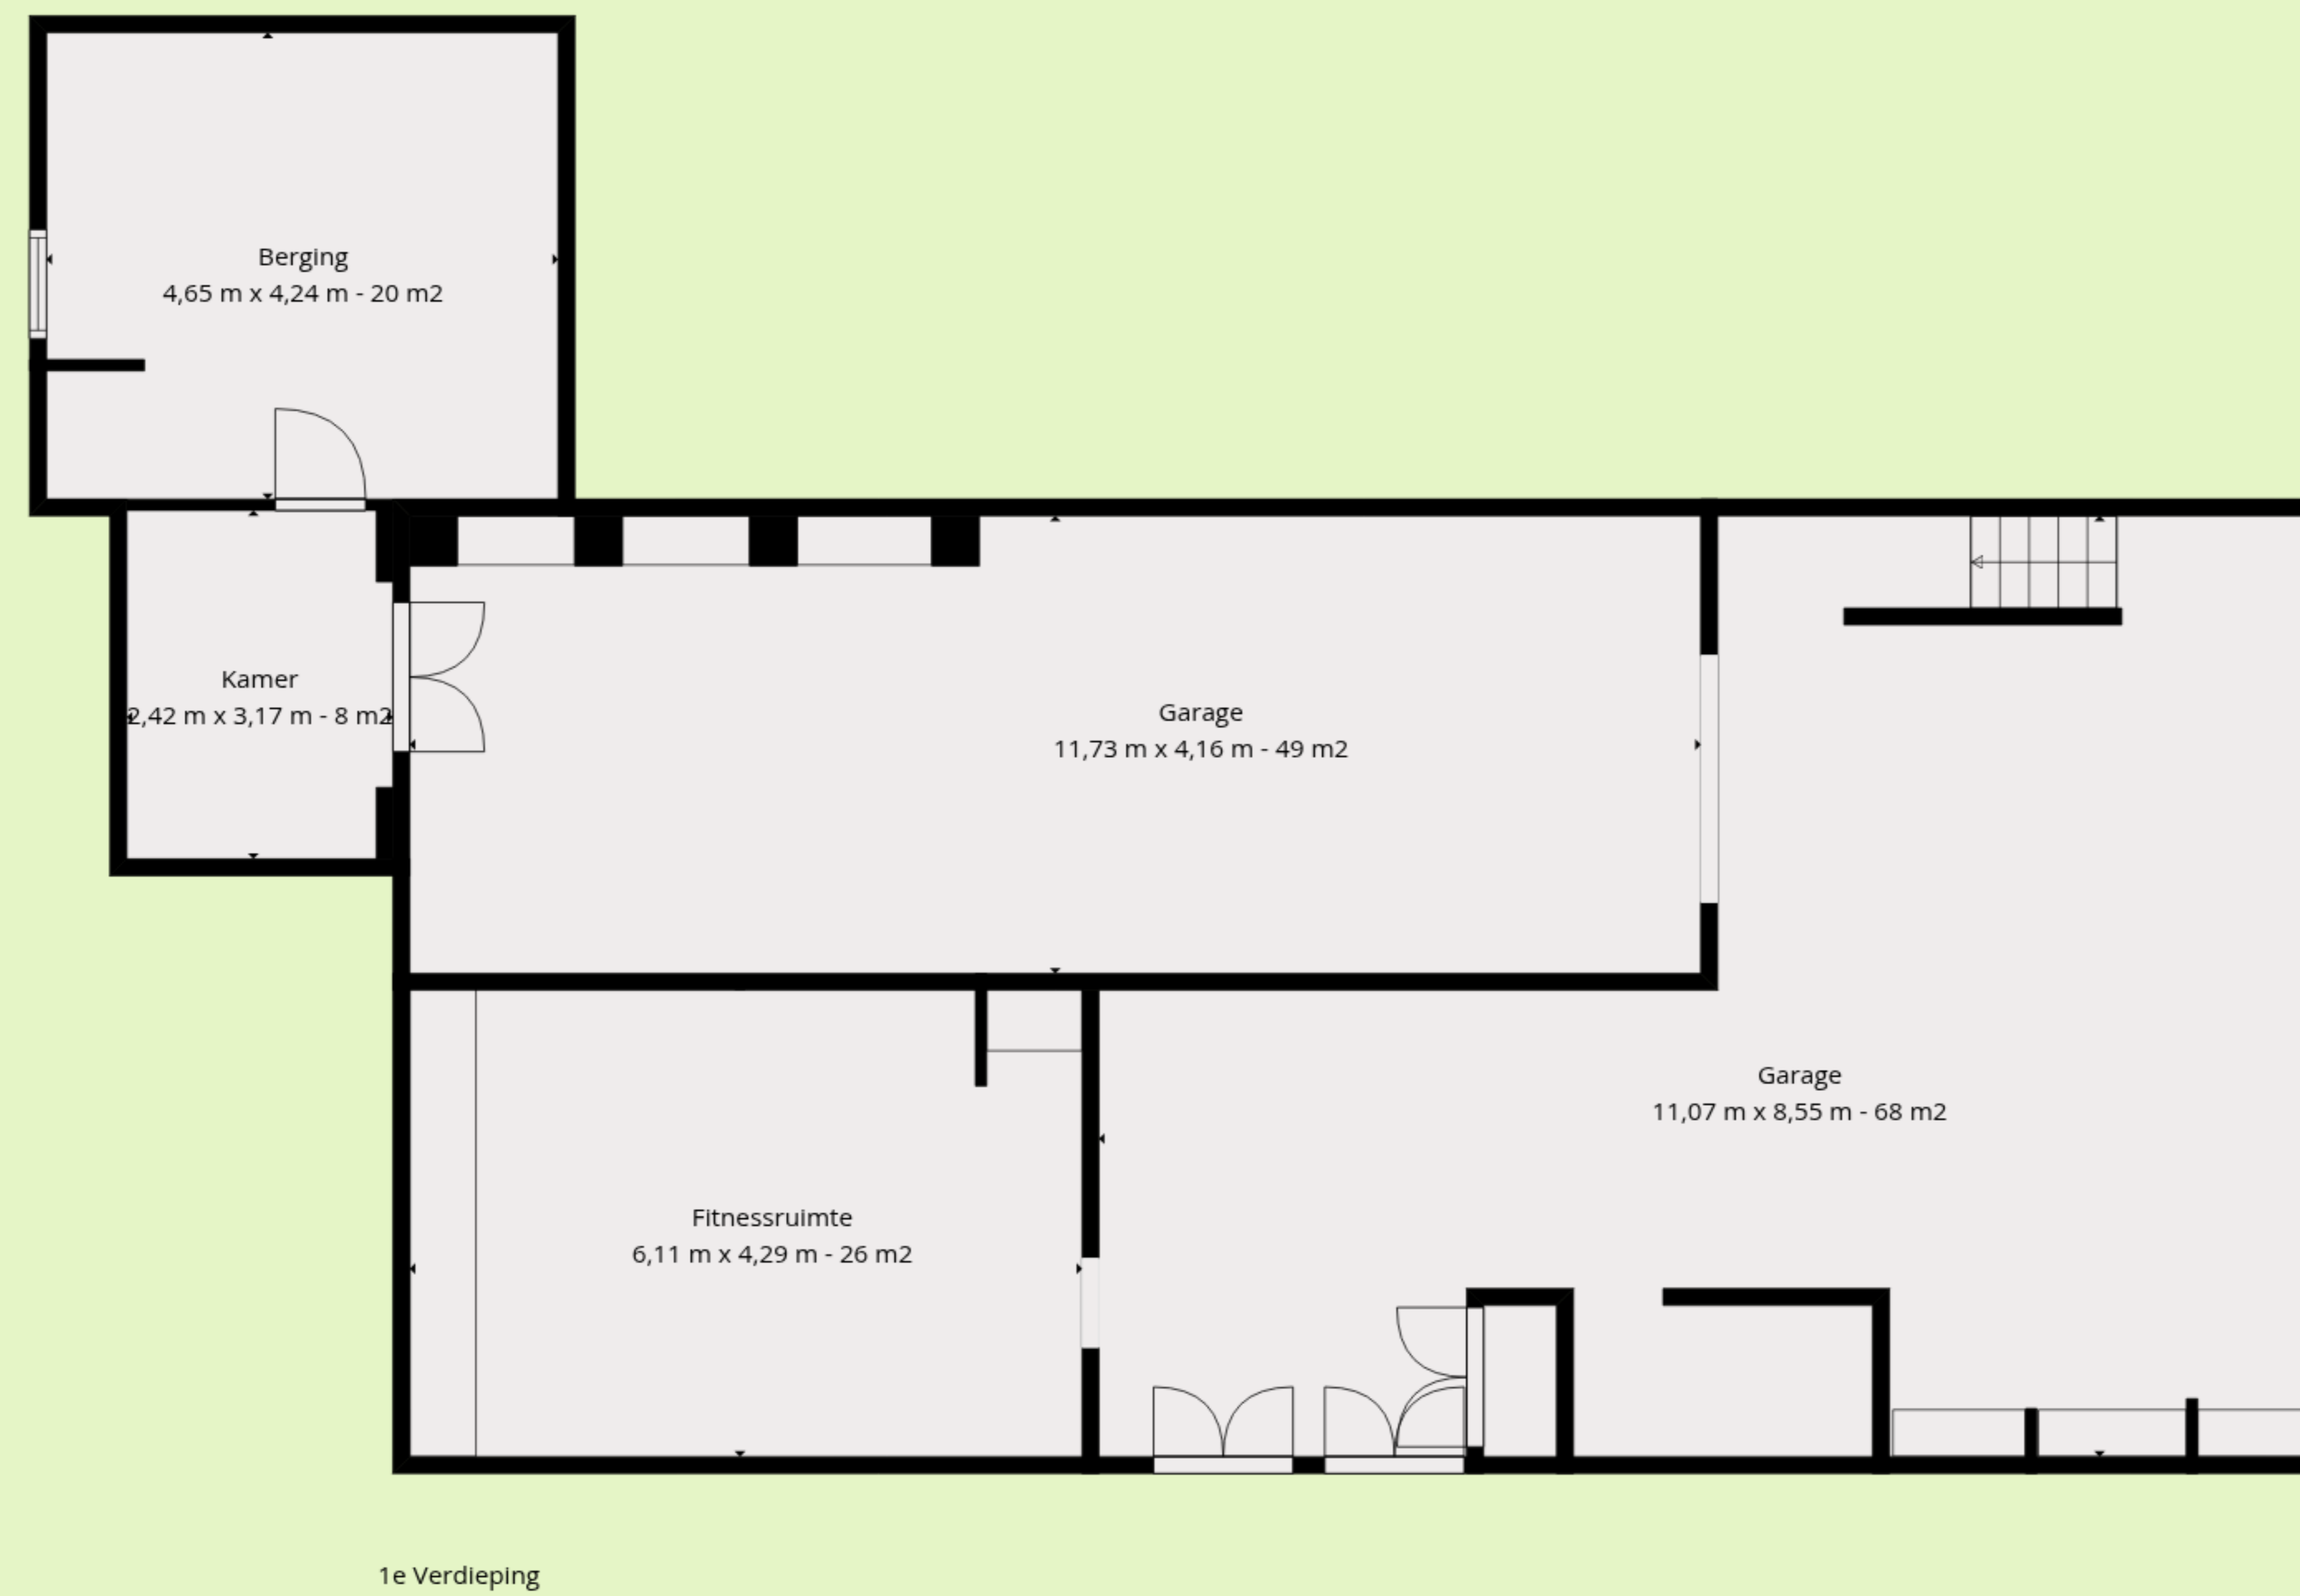 Berging
4,65 m x 4,24 m - 20 m2
Kamer
2,42 m x 3,17 m - 8 m2
Garage
11,73 m x 4,16 m - 49 m2
Garage
11,07 m x 8,55 m - 68 m2
Fitnessruimte
6,11 m x 4,29 m - 26 m2
1e Verdieping